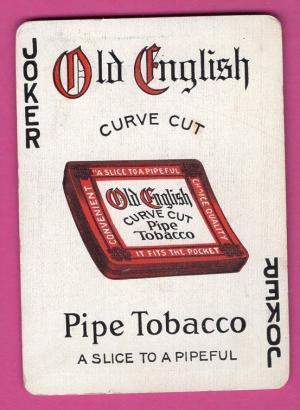 JOKER
Old English
CURVE CUT
"A SLICE TO A PIPEFUL
CONVENIENT
CHOICE QUALITY
Old English
CURVE CUT
Pipe
Tobacco
IT FITS THE POCKET
Pipe Tobacco
A SLICE TO A PIPEFUL
JOKER